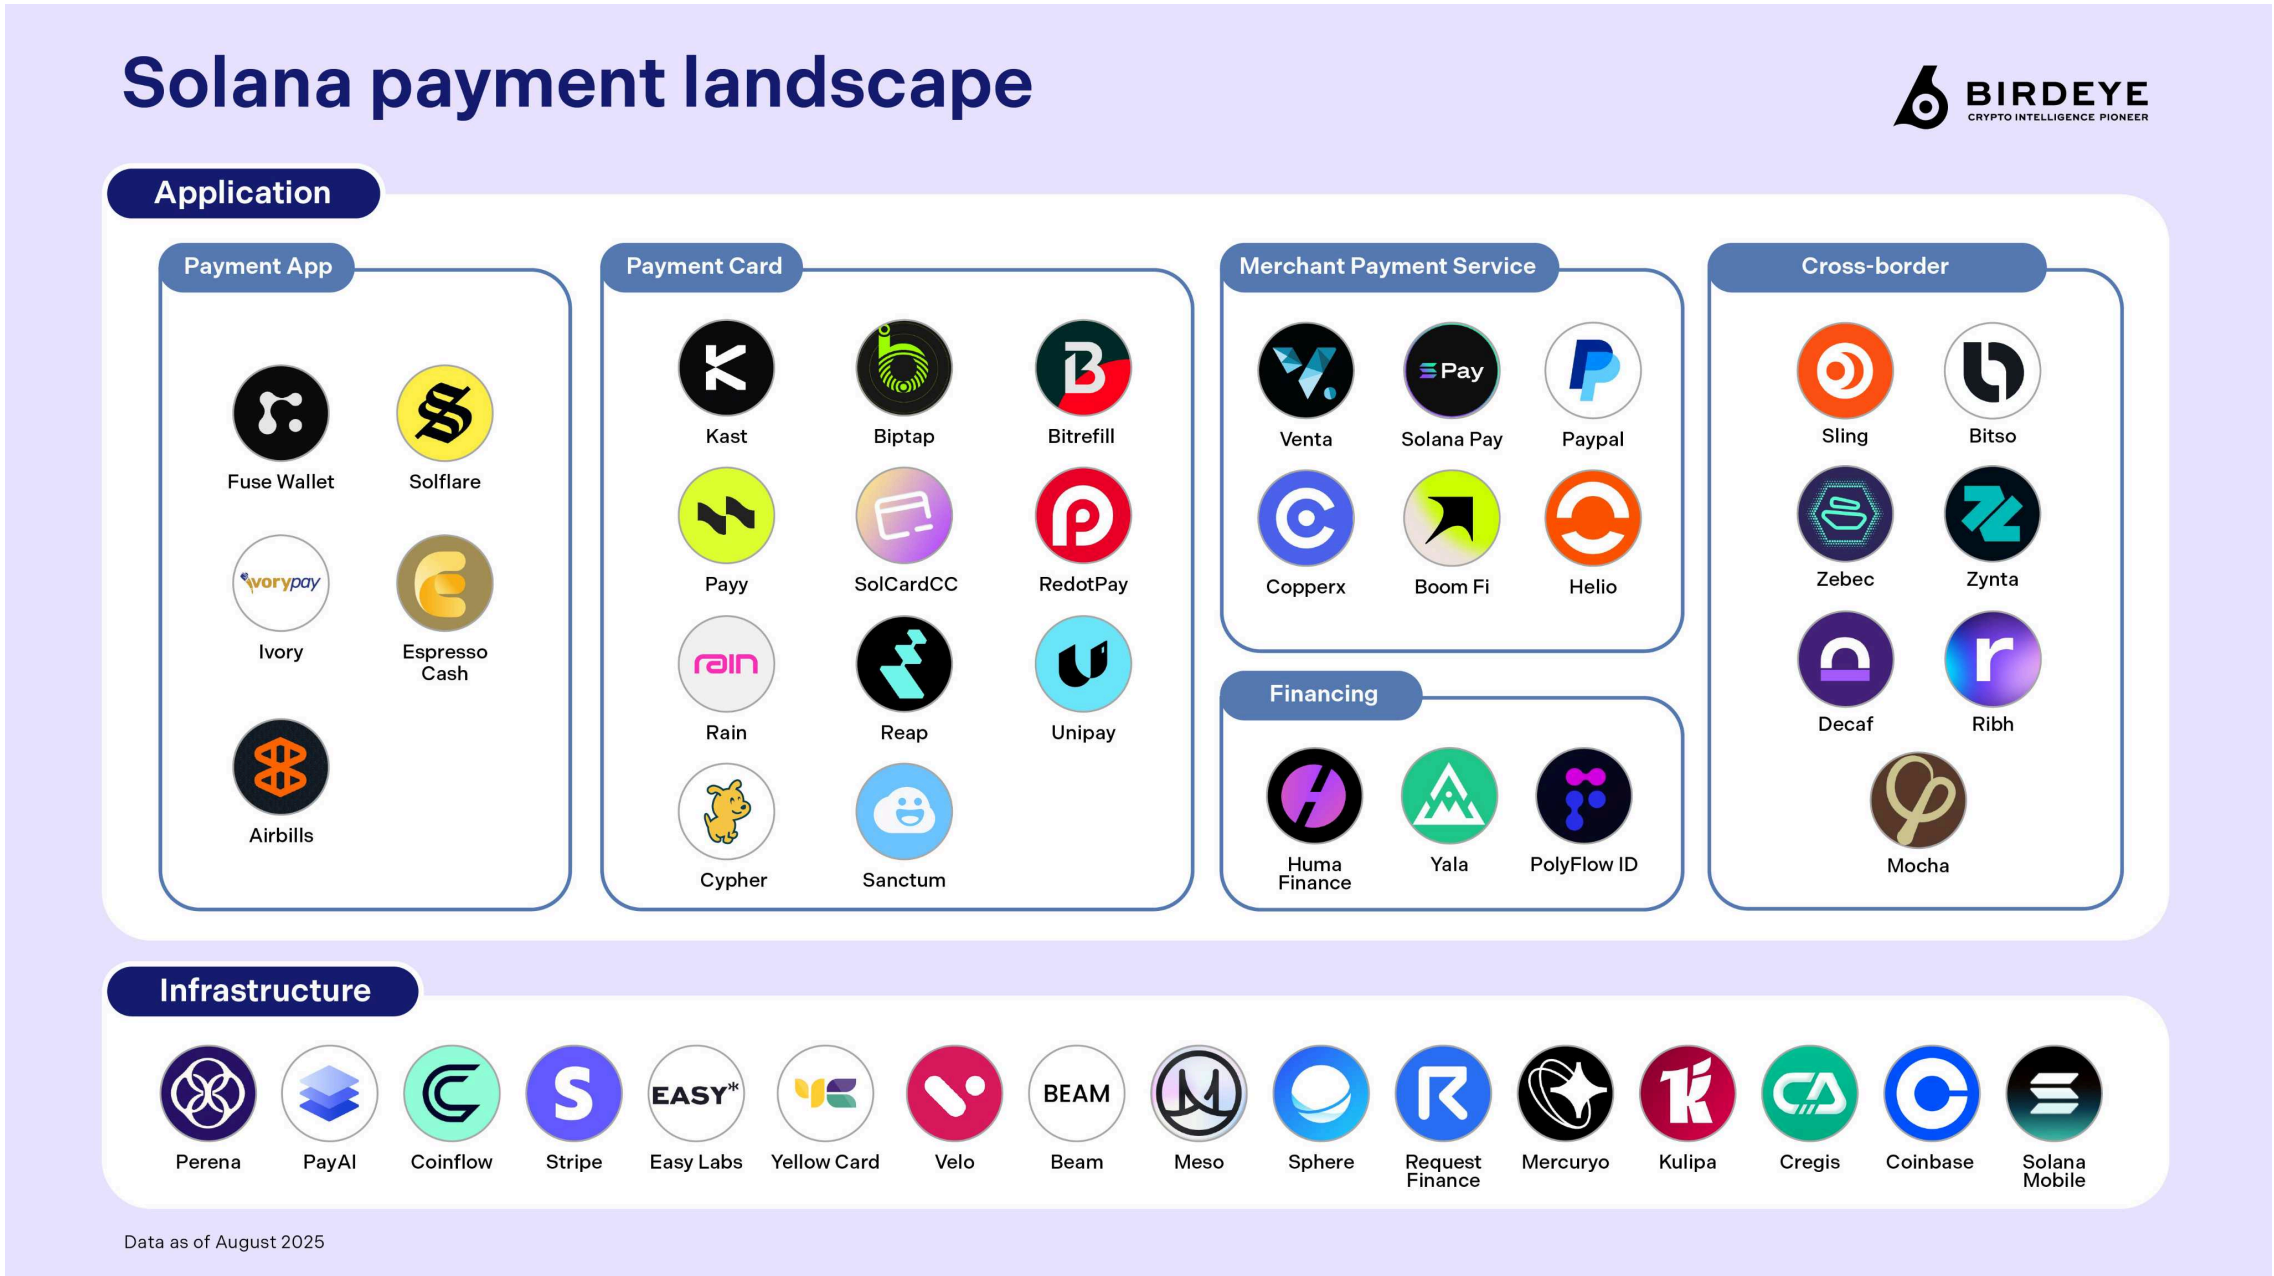 Solana payment landscape
BIRDEYE
CRYPTO INTELLIGENCE PIONEER
Application
Payment App
Fuse Wallet
Solflare
ivorypay
Ivory
Espresso
Cash
Airbills
Payment Card
Kast
Biptap
Bitrefill
Payy
SolCardCC
RedotPay
rain
Rain
Reap
Unipay
Cypher
Sanctum
Merchant Payment Service
Venta
Pay
Solana Pay
Paypal
Copperx
Boom Fi
Helio
Financing
Huma
Finance
Yala
PolyFlow ID
Cross-border
Sling
Bitso
Zebec
Zynta
Decaf
Ribh
Mocha
Infrastructure
Perena
PayAI
Coinflow
Stripe
EASY*
Easy Labs
Yellow Card
Velo
BEAM
Beam
Meso
Sphere
Request
Finance
Mercuryo
Kulipa
Cregis
Coinbase
Solana
Mobile
Data as of August 2025